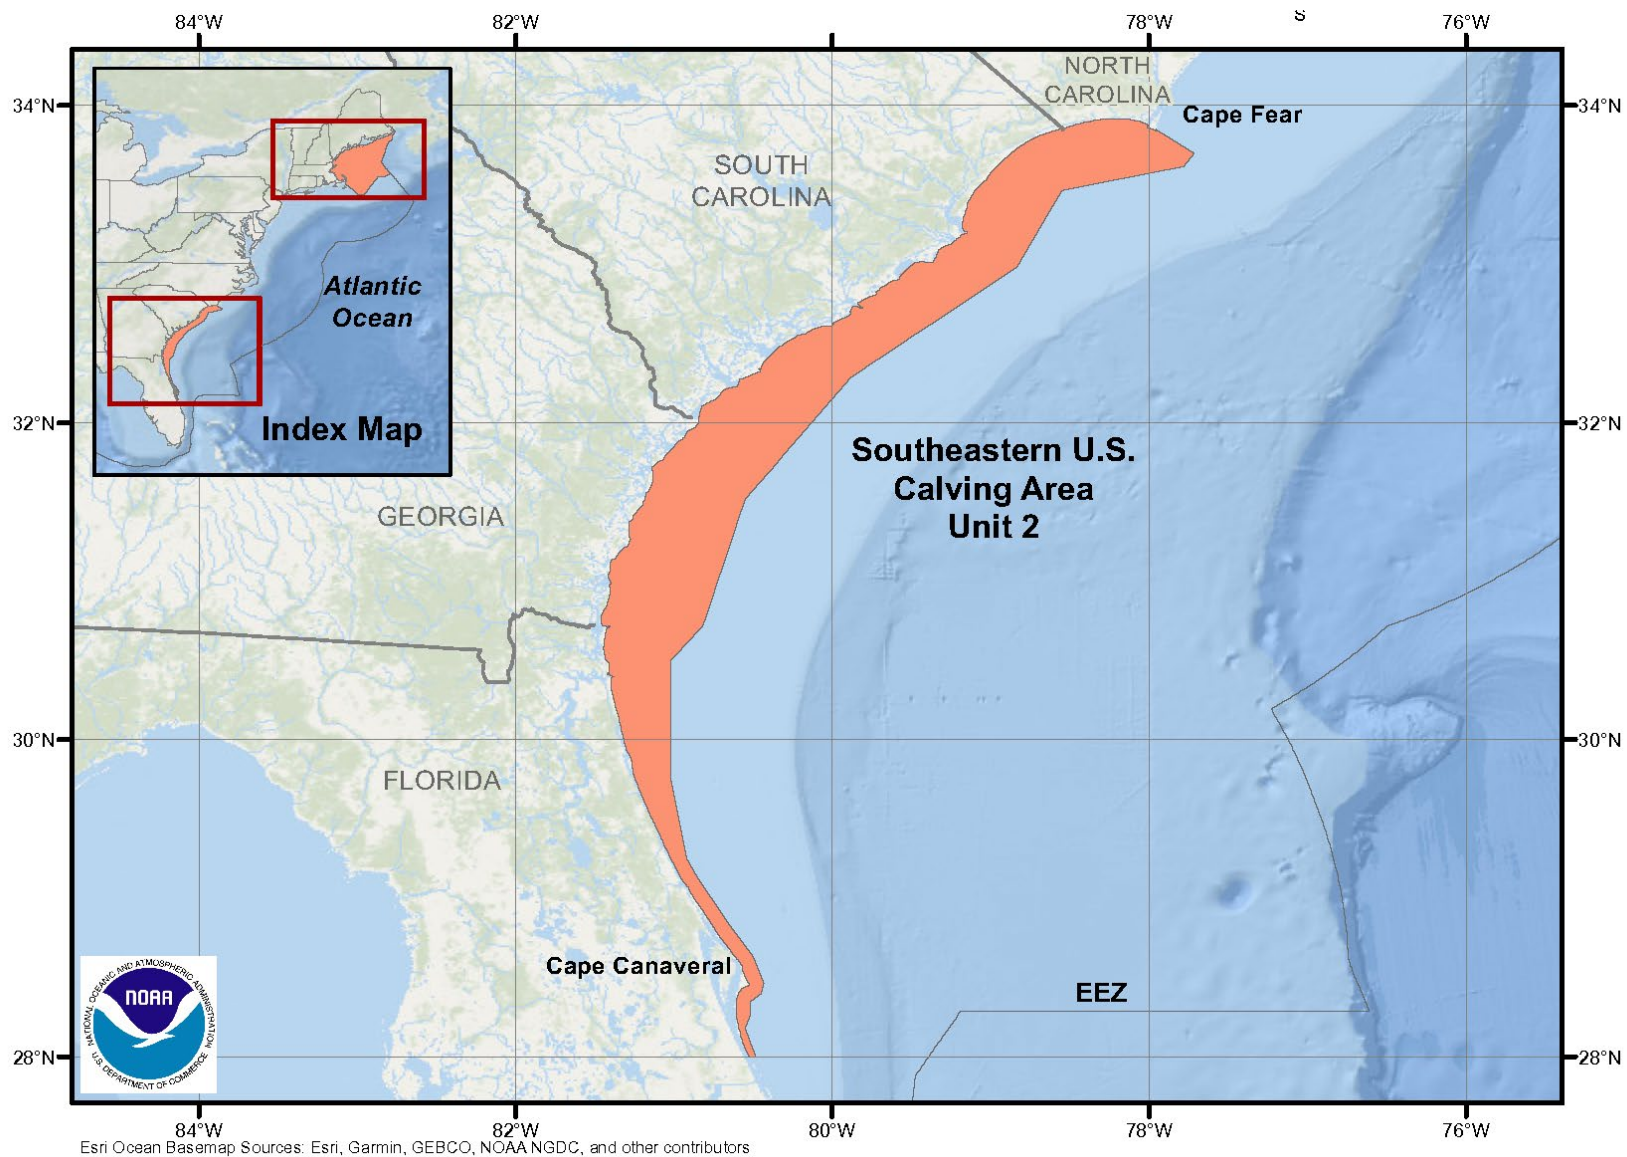 S
84°W 82°W 78°W 76°W
34°N
34°N
NORTH
CAROLINA
Cape Fear
SOUTH
CAROLINA
Atlantic
Ocean
Index Map
32°N
32°N
Southeastern U.S.
Calving Area
Unit 2
GEORGIA
30°N
30°N
FLORIDA
Cape Canaveral
EEZ
NATIONAL OCEANIC AND ATMOSPHERIC ADMINISTRATION
NOAA
U.S. DEPARTMENT OF COMMERCE
28°N
28°N
84°W 82°W 80°W 78°W 76°W
Esri Ocean Basemap Sources: Esri, Garmin, GEBCO, NOAA NGDC, and other contributors